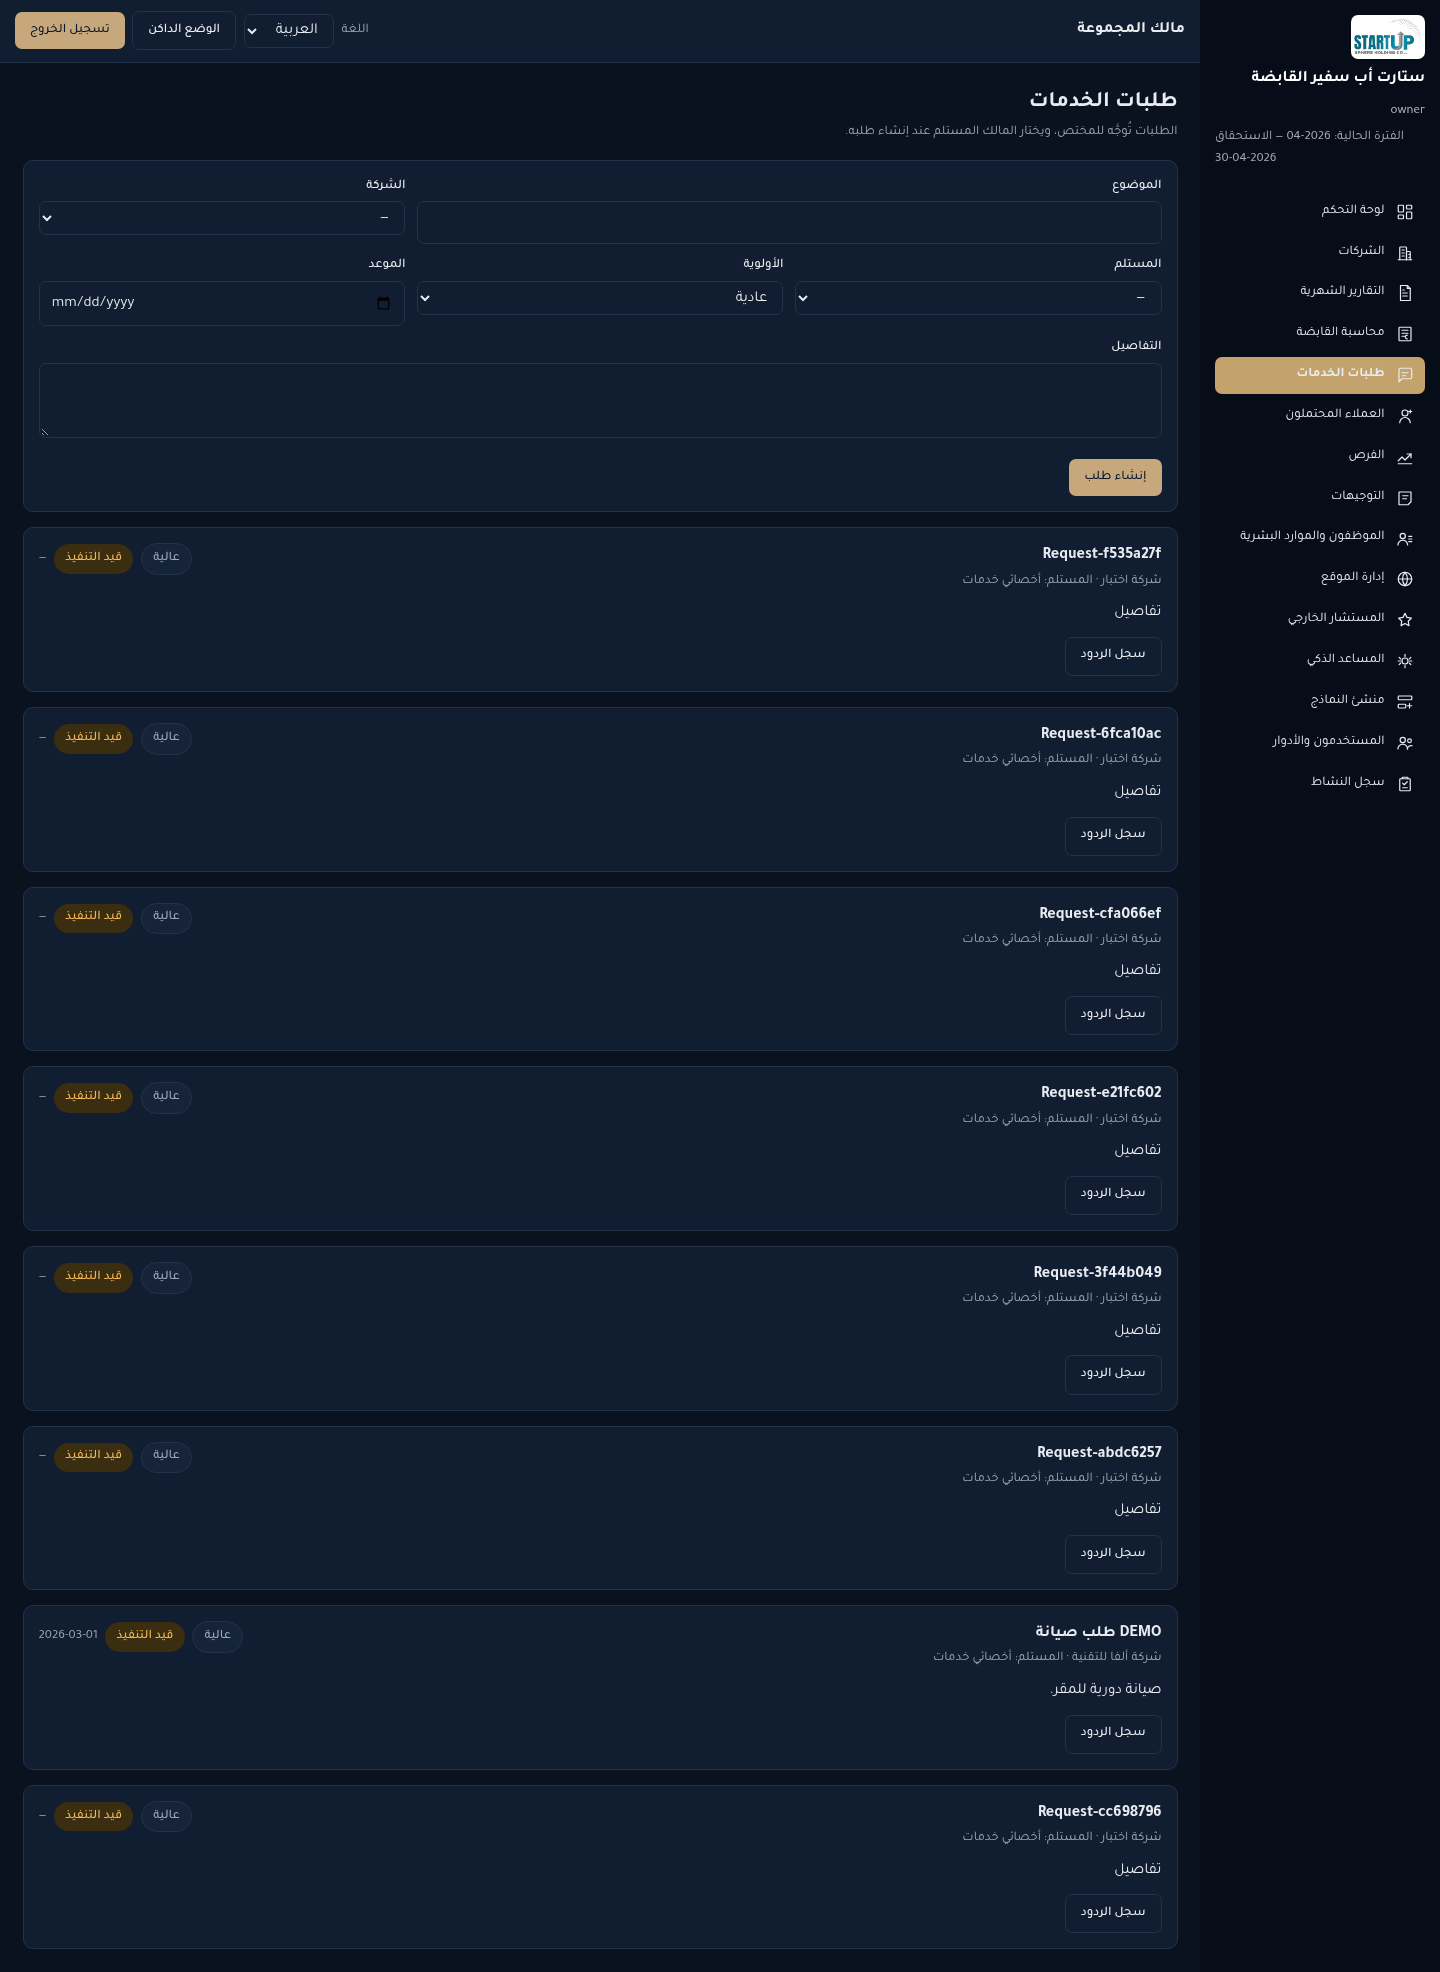 STARTUP
SPHERE HOLDING CO...
ستارت أب سفير القابضة
owner
الفترة الحالية: 2026-04 – الاستحقاق
30-04-2026
لوحة التحكم
الشركات
التقارير الشهرية
محاسبة القابضة
طلبات الخدمات
العملاء المحتملون
الفرص
التوجيهات
الموظفون والموارد البشرية
إدارة الموقع
المستشار الخارجي
المساعد الذكي
منشئ النماذج
المستخدمون والأدوار
سجل النشاط
مالك المجموعة
اللغة
العربية
الوضع الداكن
تسجيل الخروج
طلبات الخدمات
الطلبات تُوجَّه للمختص، ويختار المالك المستلم عند إنشاء طلبه.
الموضوع
الشركة
–
المستلم
الأولوية
الموعد
–
عادية
mm/dd/yyyy
التفاصيل
إنشاء طلب
Request-f535a27f
عالية
قيد التنفيذ
–
شركة اختبار · المستلم: أخصائي خدمات
تفاصيل
سجل الردود
Request-6fca10ac
عالية
قيد التنفيذ
–
شركة اختبار · المستلم: أخصائي خدمات
تفاصيل
سجل الردود
Request-cfa066ef
عالية
قيد التنفيذ
–
شركة اختبار · المستلم: أخصائي خدمات
تفاصيل
سجل الردود
Request-e21fc602
عالية
قيد التنفيذ
–
شركة اختبار · المستلم: أخصائي خدمات
تفاصيل
سجل الردود
Request-3f44b049
عالية
قيد التنفيذ
–
شركة اختبار · المستلم: أخصائي خدمات
تفاصيل
سجل الردود
Request-abdc6257
عالية
قيد التنفيذ
–
شركة اختبار · المستلم: أخصائي خدمات
تفاصيل
سجل الردود
DEMO طلب صيانة
عالية
قيد التنفيذ
2026-03-01
شركة ألفا للتقنية · المستلم: أخصائي خدمات
صيانة دورية للمقر.
سجل الردود
Request-cc698796
عالية
قيد التنفيذ
–
شركة اختبار · المستلم: أخصائي خدمات
تفاصيل
سجل الردود